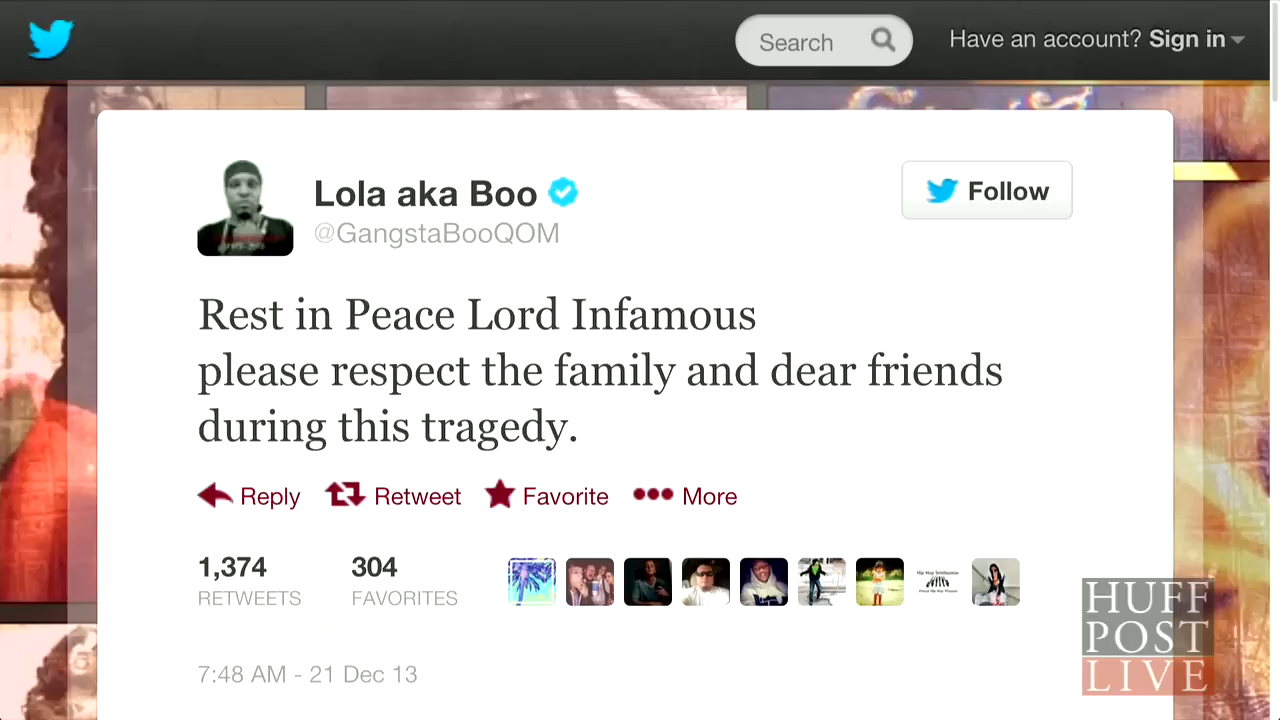 Search
Have an account? Sign in
Lola aka Boo
@GangstaBooQOM
Follow
Rest in Peace Lord Infamous
please respect the family and dear friends
during this tragedy.
Reply Retweet Favorite More
1,374 304
RETWEETS FAVORITES
7:48 AM - 21 Dec 13
HUFF
POST
LIVE